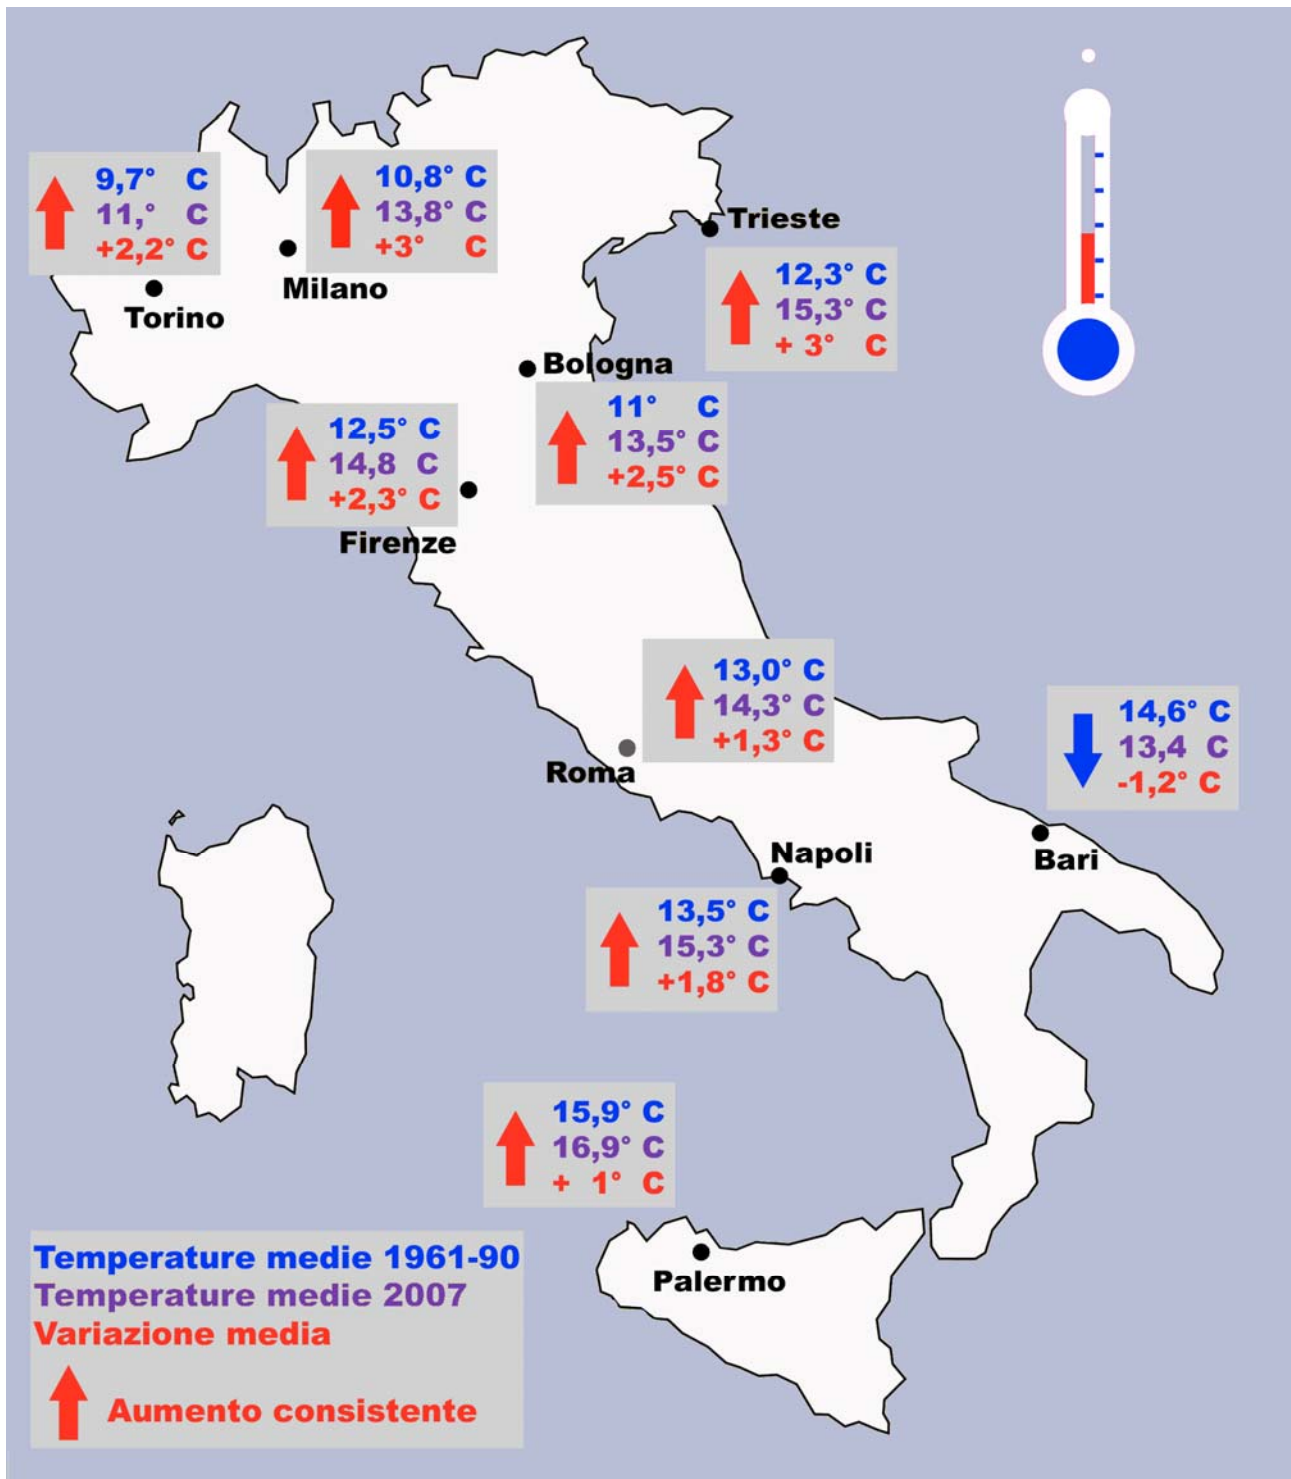 9,7° C
11,° C
+2,2° C
Torino
10,8° C
13,8° C
+3° C
Milano
Trieste
12,3° C
15,3° C
+ 3° C
Bologna
11° C
13,5° C
+2,5° C
12,5° C
14,8 C
+2,3° C
Firenze
13,0° C
14,3° C
+1,3° C
Roma
14,6° C
13,4 C
-1,2° C
Bari
Napoli
13,5° C
15,3° C
+1,8° C
15,9° C
16,9° C
+ 1° C
Palermo
Temperature medie 1961-90
Temperature medie 2007
Variazione media
Aumento consistente